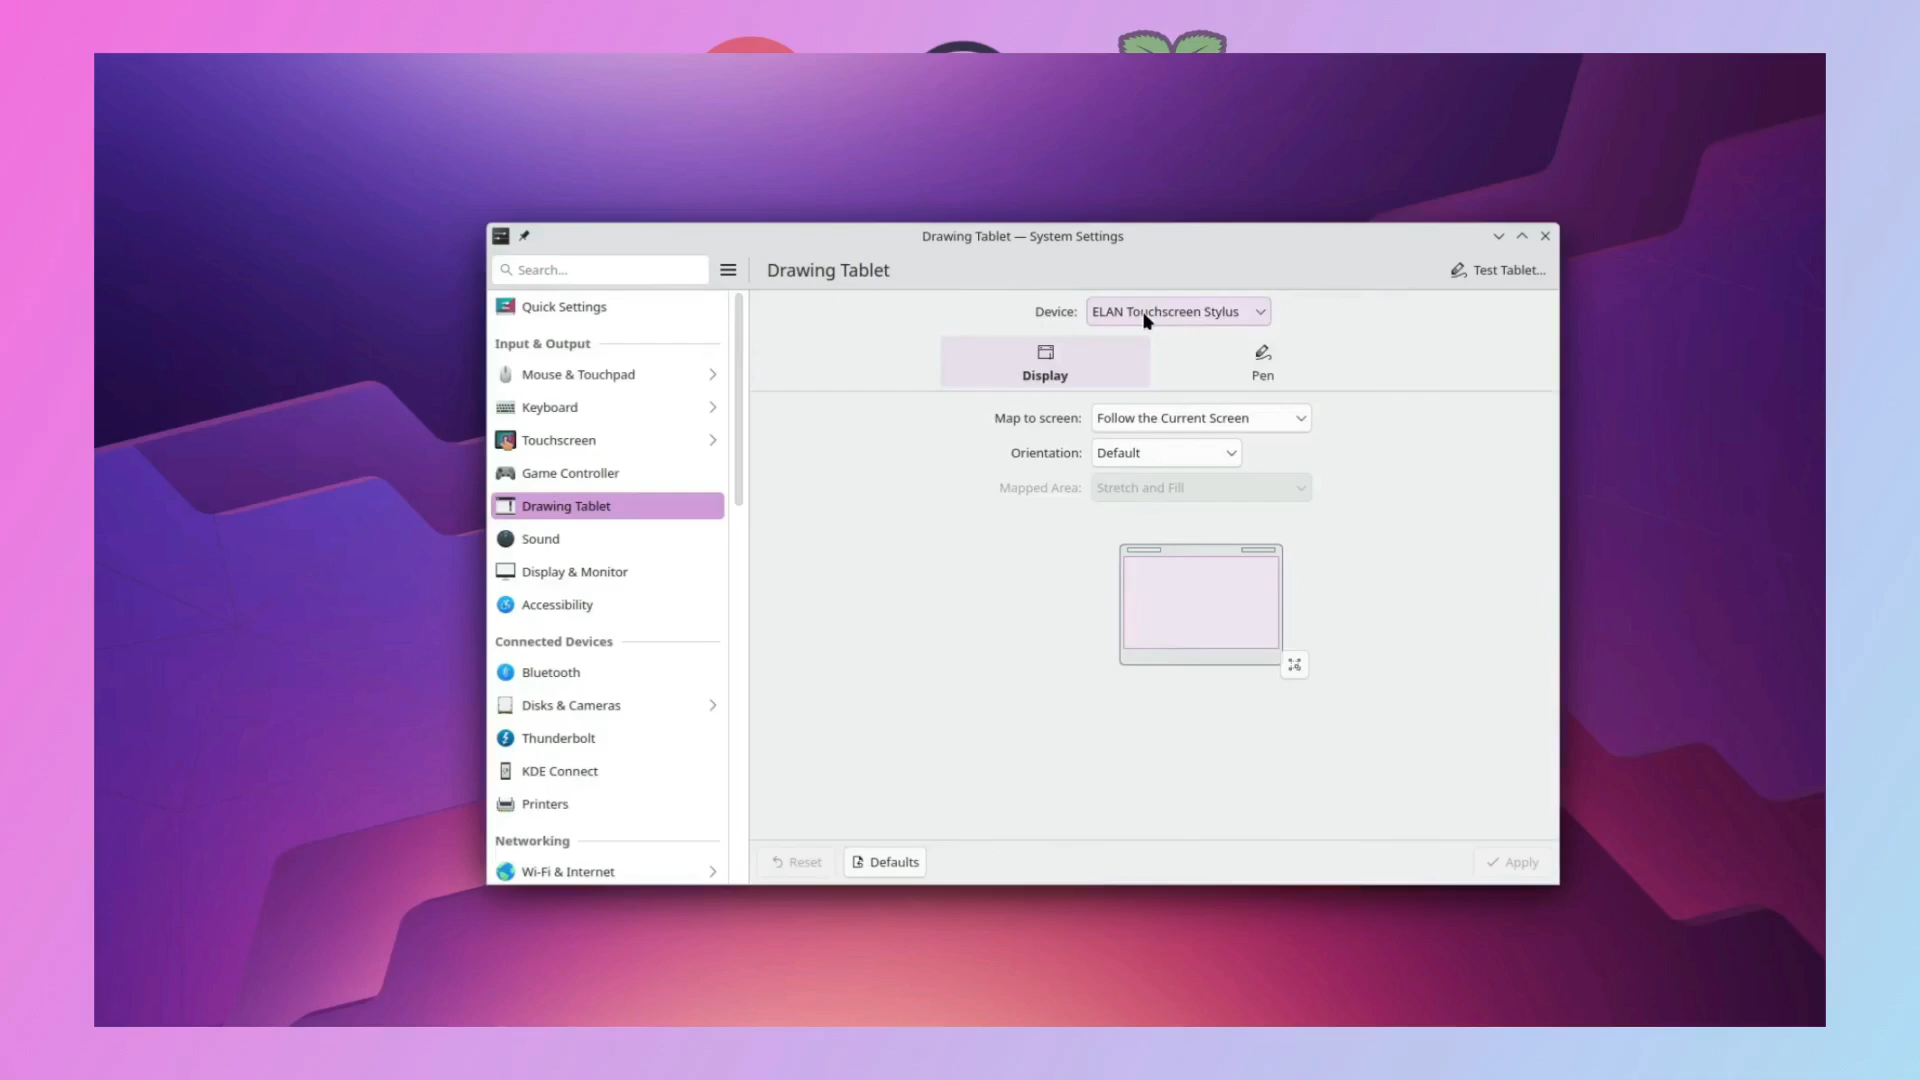 Drawing Tablet — System Settings
Search...
Drawing Tablet
Test Tablet...
Quick Settings
Input & Output
Mouse & Touchpad
Keyboard
Touchscreen
Game Controller
Drawing Tablet
Sound
Display & Monitor
Accessibility
Connected Devices
Bluetooth
Disks & Cameras
Thunderbolt
KDE Connect
Printers
Networking
Wi-Fi & Internet
Device: ELAN Touchscreen Stylus
Display
Pen
Map to screen: Follow the Current Screen
Orientation: Default
Mapped Area: Stretch and Fill
Reset
Defaults
Apply